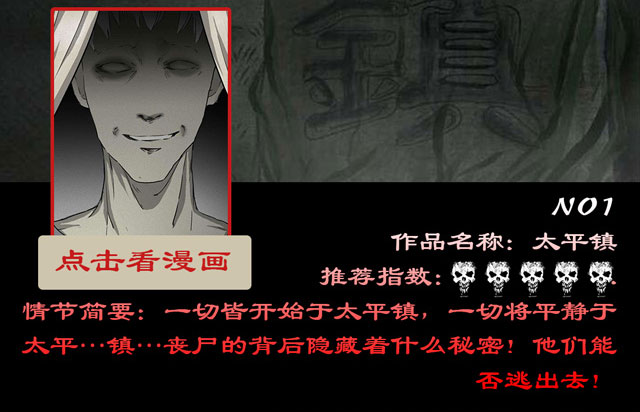 鎮
NO1
点击看漫画
作品名称：太平镇
推荐指数：
情节简要：一切皆开始于太平镇，一切将平静于
太平…镇…丧尸的背后隐藏着什么秘密！他们能
否逃出去！